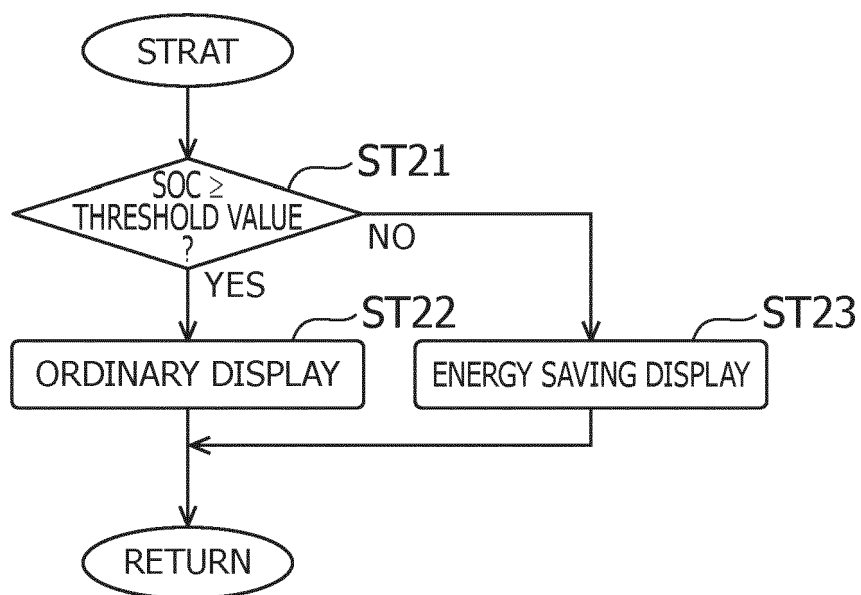 STRAT
ST21
SOC ≥
THRESHOLD VALUE
?
NO
YES
ST22
ST23
ORDINARY DISPLAY
ENERGY SAVING DISPLAY
RETURN